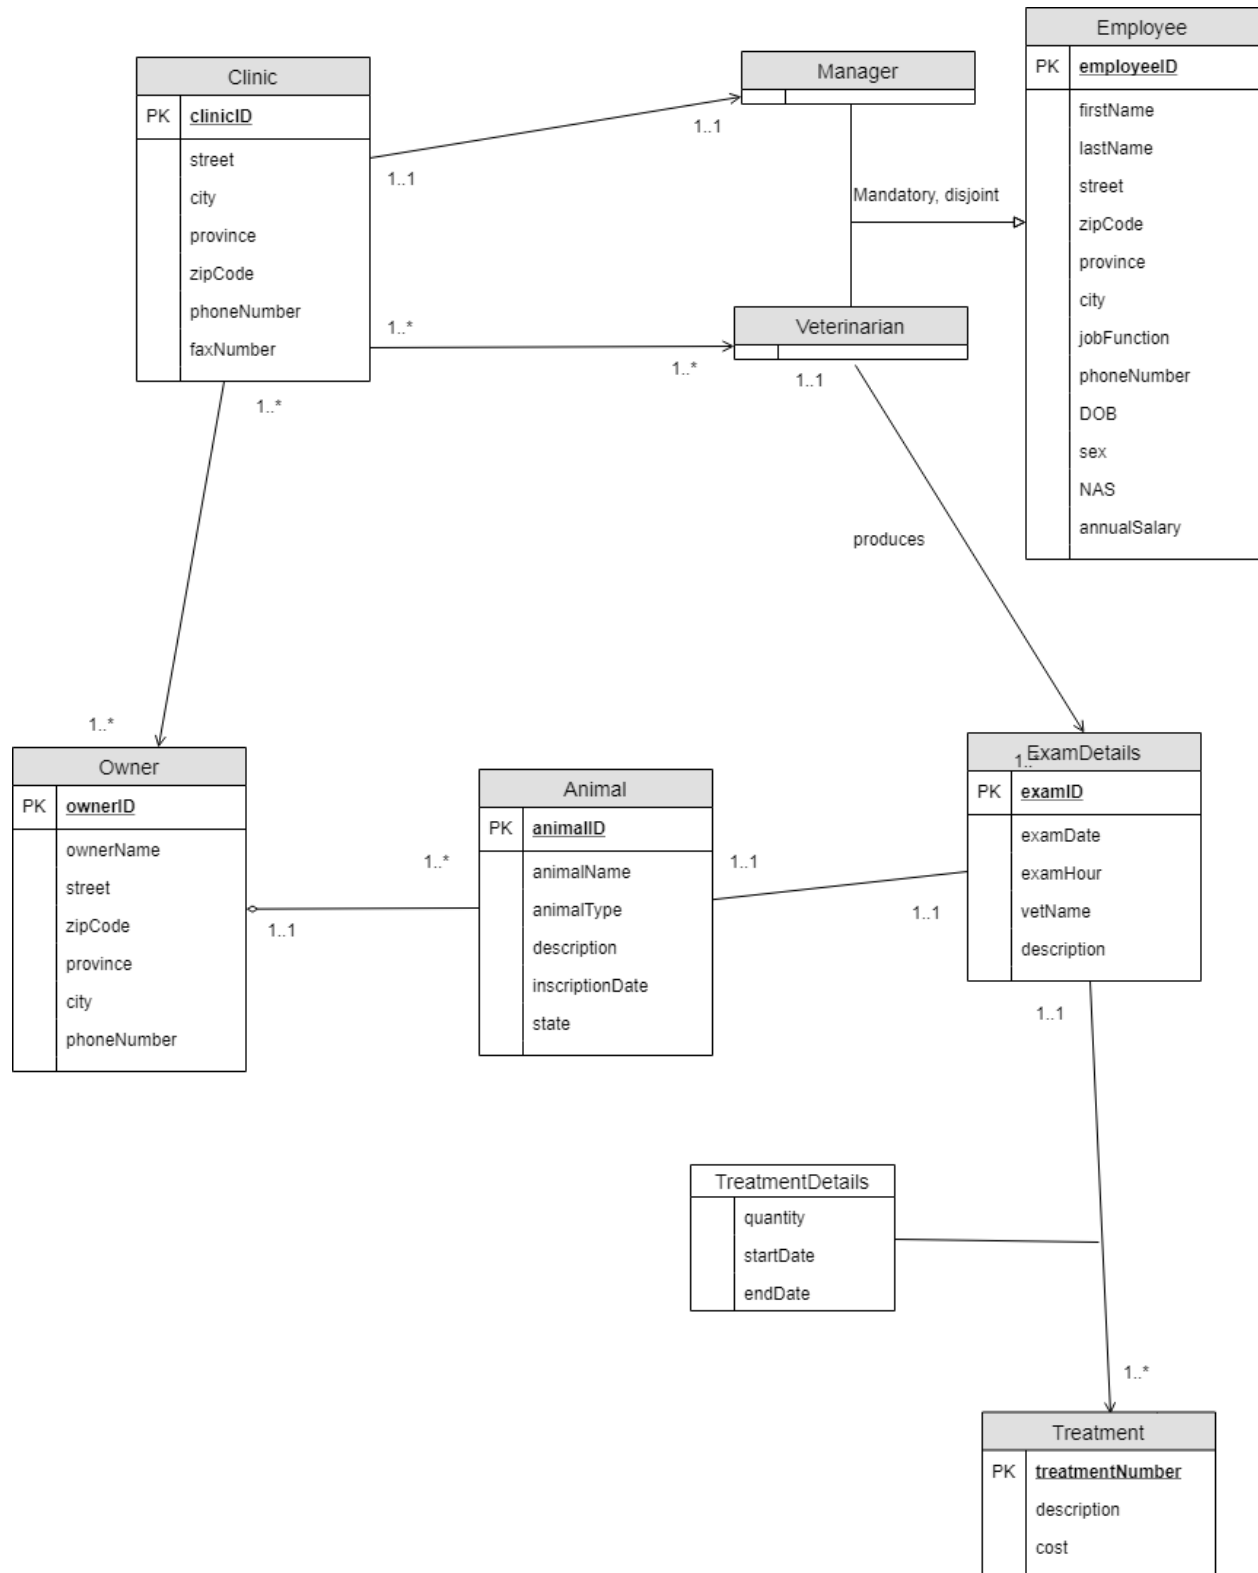 Clinic
PK clinicID
street
city
province
zipCode
phoneNumber
faxNumber
Manager
Employee
PK employeeID
firstName
lastName
street
zipCode
province
city
jobFunction
phoneNumber
DOB
sex
NAS
annualSalary
1..1
1..1
Mandatory, disjoint
Veterinarian
1..*
1..*
1..1
1..*
produces
1..*
Owner
PK ownerID
ownerName
street
zipCode
province
city
phoneNumber
1..*
1..1
Animal
PK animalID
animalName
animalType
description
inscriptionDate
state
1..1
1..1
ExamDetails
1..*
PK examID
examDate
examHour
vetName
description
1..1
TreatmentDetails
quantity
startDate
endDate
1..*
Treatment
PK treatmentNumber
description
cost